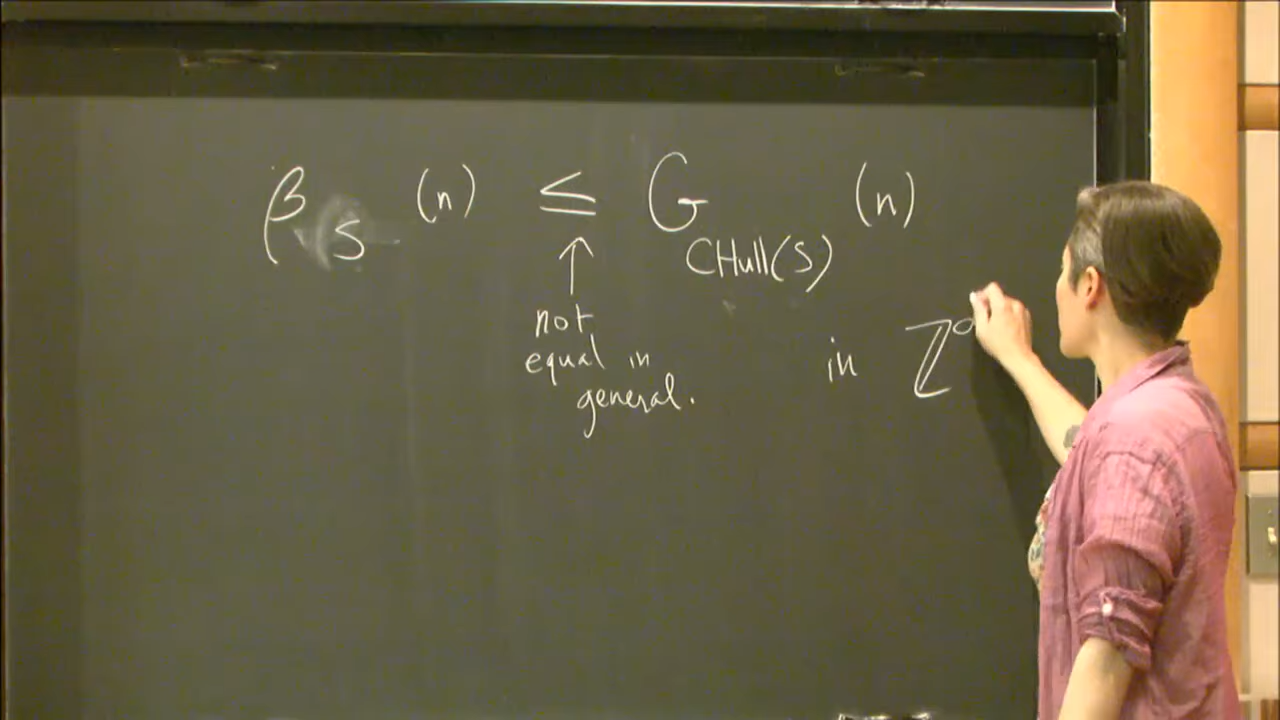 β_S (n) ≤ G_CHull(S) (n)
↑
not
equal in
general.
in ℤ